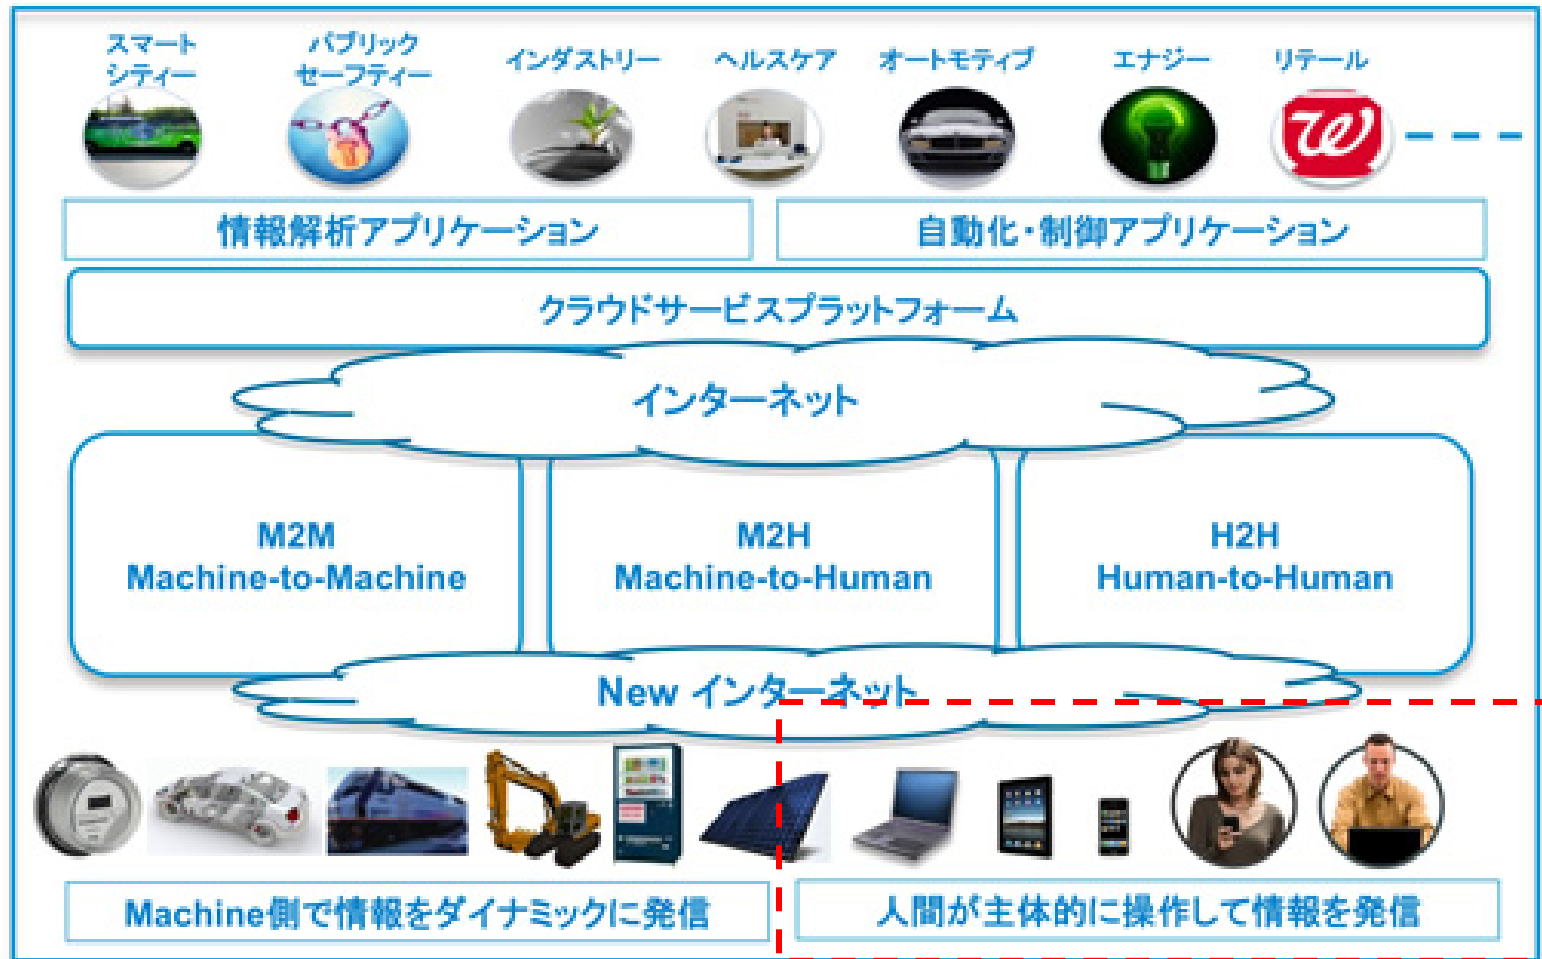 スマート
シティー
パブリック
セーフティー
インダストリー
ヘルスケア
オートモティブ
エナジー
リテール
W
情報解析アプリケーション
自動化・制御アプリケーション
クラウドサービスプラットフォーム
インターネット
M2M
Machine-to-Machine
M2H
Machine-to-Human
H2H
Human-to-Human
New インターネット
Machine側で情報をダイナミックに発信
人間が主体的に操作して情報を発信